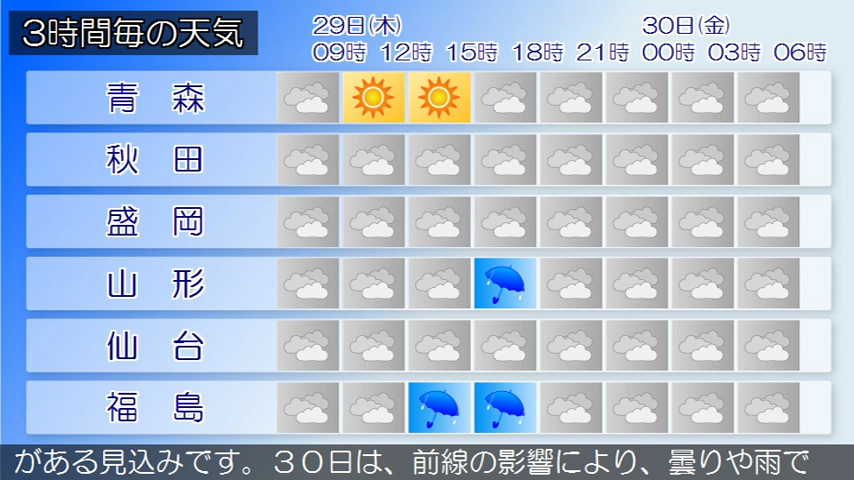 3時間毎の天気
29日(木) 30日(金)
09時 12時 15時 18時 21時 00時 03時 06時
青森
秋田
盛岡
山形
仙台
福島
がある見込みです。３０日は、前線の影響により、曇りや雨で